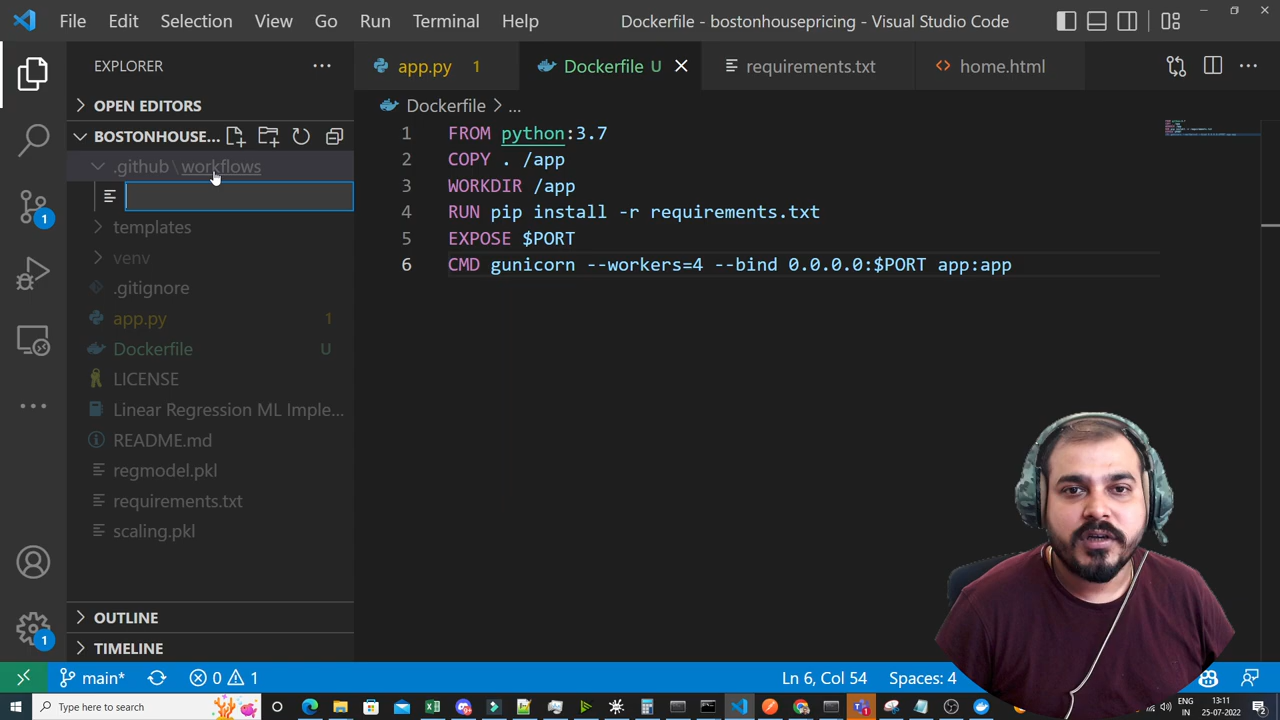 File Edit Selection View Go Run Terminal Help Dockerfile - bostonhousepricing - Visual Studio Code
EXPLORER
app.py 1
Dockerfile U
requirements.txt
home.html
OPEN EDITORS
BOSTONHOUSE...
.github \ workflows
templates
venv
.gitignore
app.py 1
Dockerfile U
LICENSE
Linear Regression ML Imple...
README.md
regmodel.pkl
requirements.txt
scaling.pkl
OUTLINE
TIMELINE
Dockerfile > ...
1 FROM python:3.7
2 COPY . /app
3 WORKDIR /app
4 RUN pip install -r requirements.txt
5 EXPOSE $PORT
6 CMD gunicorn --workers=4 --bind 0.0.0.0:$PORT app:app
1
1
main* 0 1 Ln 6, Col 54 Spaces: 4
Type here to search
ENG
IN
13:11
25-07-2022